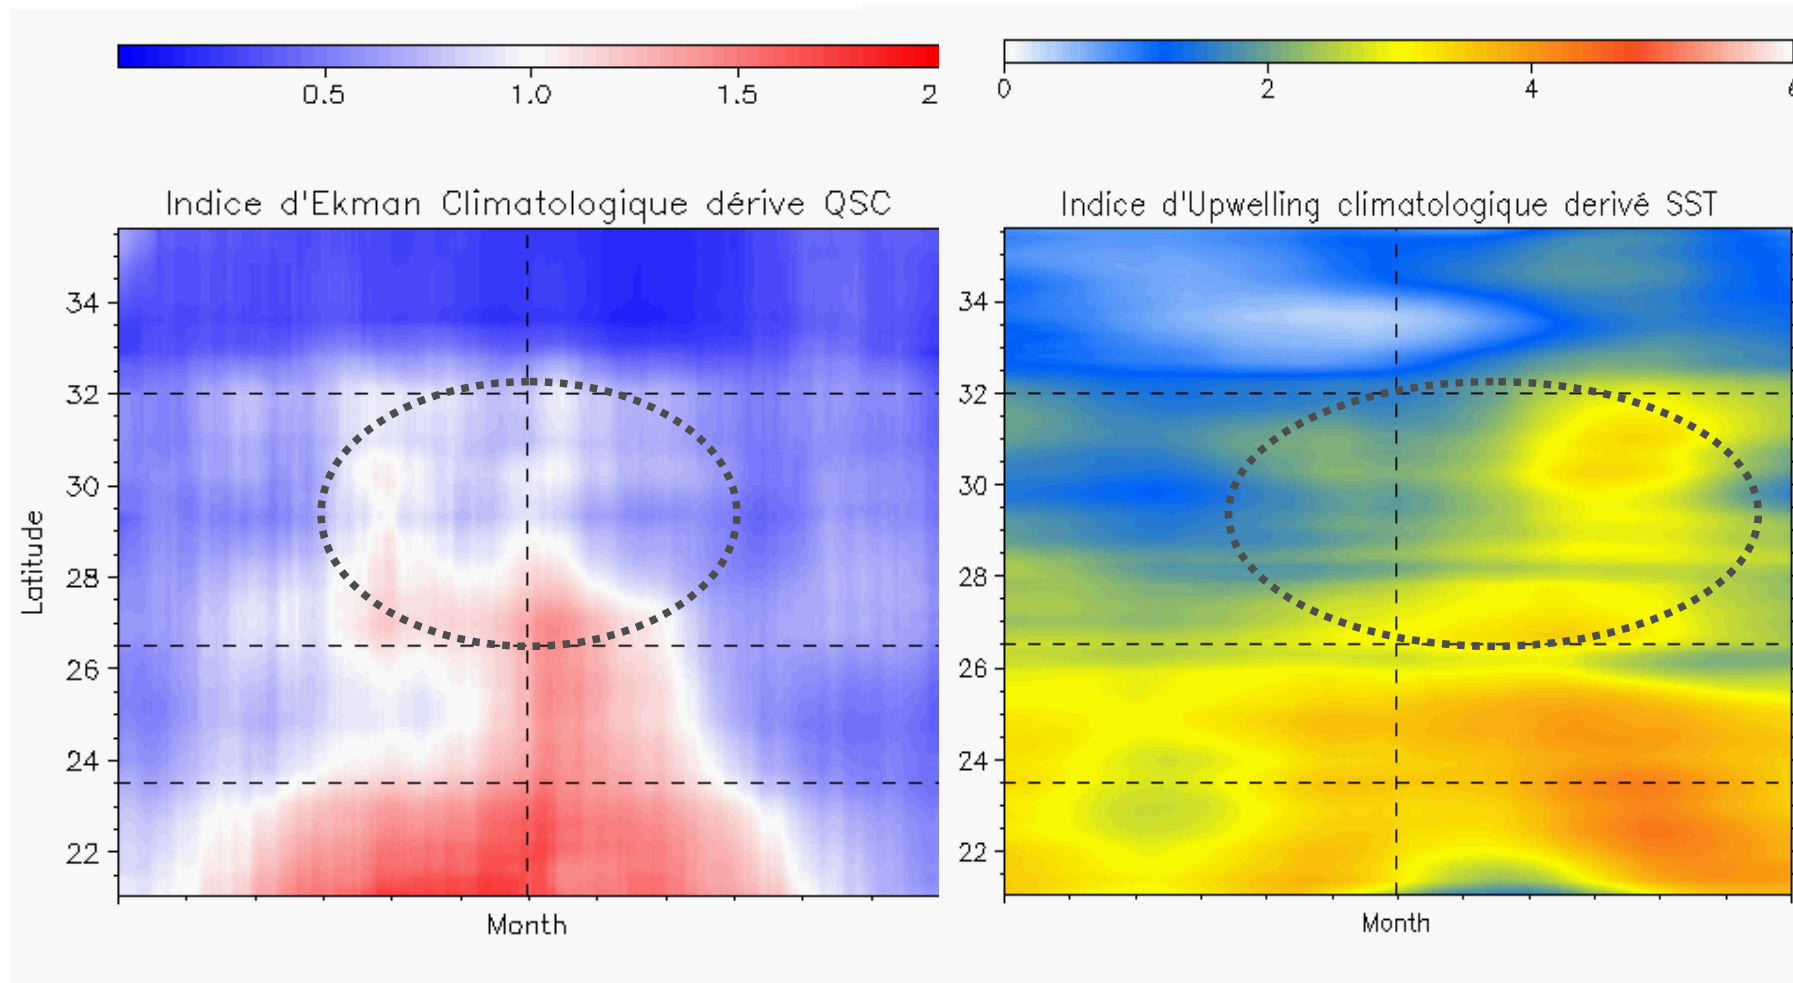 0.5 1.0 1.5 2
0 2 4 6
Indice d'Ekman Climatologique dérive QSC
Indice d'Upwelling climatologique derivé SST
34
32
30
28
26
24
22
Latitude
Month
34
32
30
28
26
24
22
Month